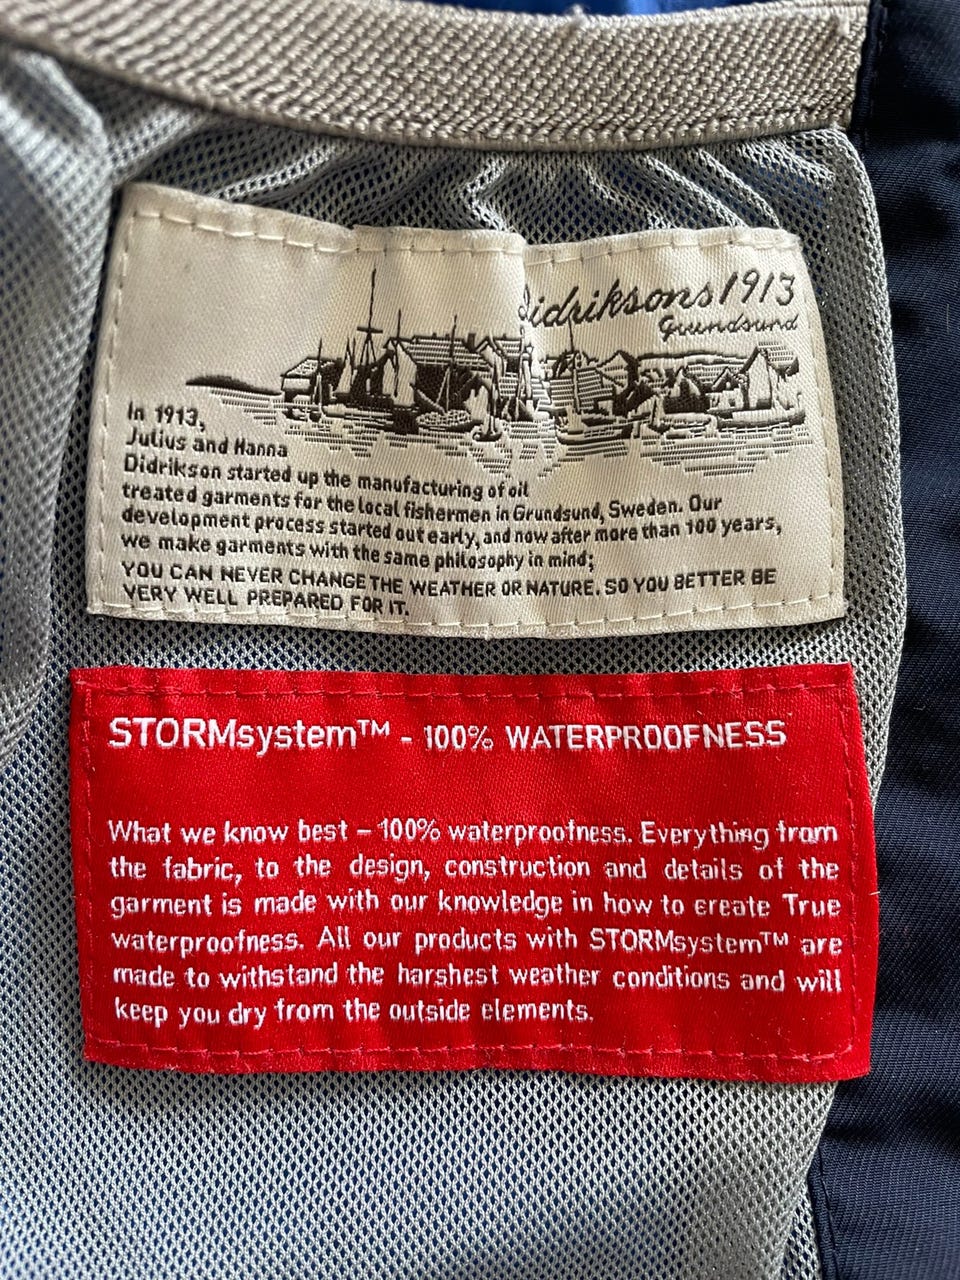 Didriksons1913
Grundsund
In 1913,
Julius and Hanna
Didrikson started up the manufacturing of oil
treated garments for the local fishermen in Grundsund, Sweden. Our
development process started out early, and now after more than 100 years,
we make garments with the same philosophy in mind;
YOU CAN NEVER CHANGE THE WEATHER OR NATURE. SO YOU BETTER BE
VERY WELL PREPARED FOR IT.
STORMsystem™ - 100% WATERPROOFNESS
What we know best – 100% waterproofness. Everything from
the fabric, to the design, construction and details of the
garment is made with our knowledge in how to create True
waterproofness. All our products with STORMsystem™ are
made to withstand the harshest weather conditions and will
keep you dry from the outside elements.